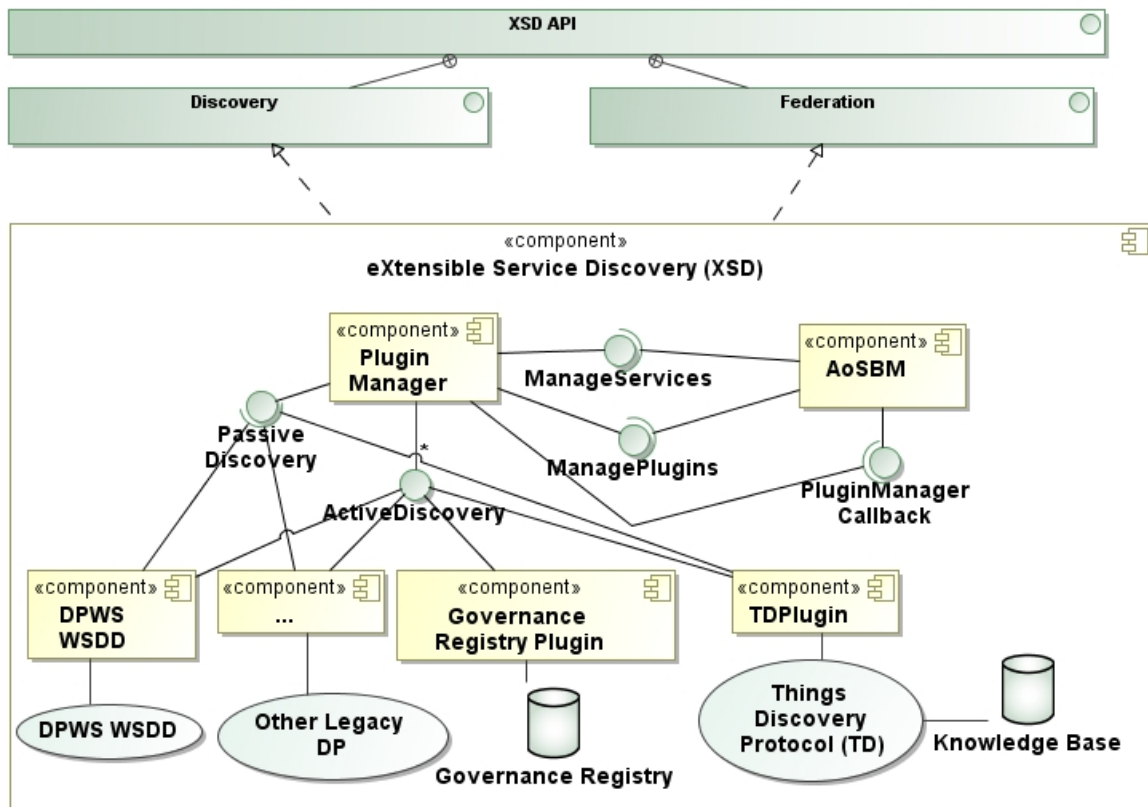 XSD API
Discovery
Federation
«component»
eXtensible Service Discovery (XSD)
«component»
Plugin
Manager
ManageServices
«component»
AoSBM
Passive
Discovery
*
ManagePlugins
PluginManager
Callback
ActiveDiscovery
«component»
DPWS
WSDD
«component»
...
«component»
Governance
Registry Plugin
«component»
TDPlugin
DPWS WSDD
Other Legacy
DP
Governance Registry
Things
Discovery
Protocol (TD)
Knowledge Base